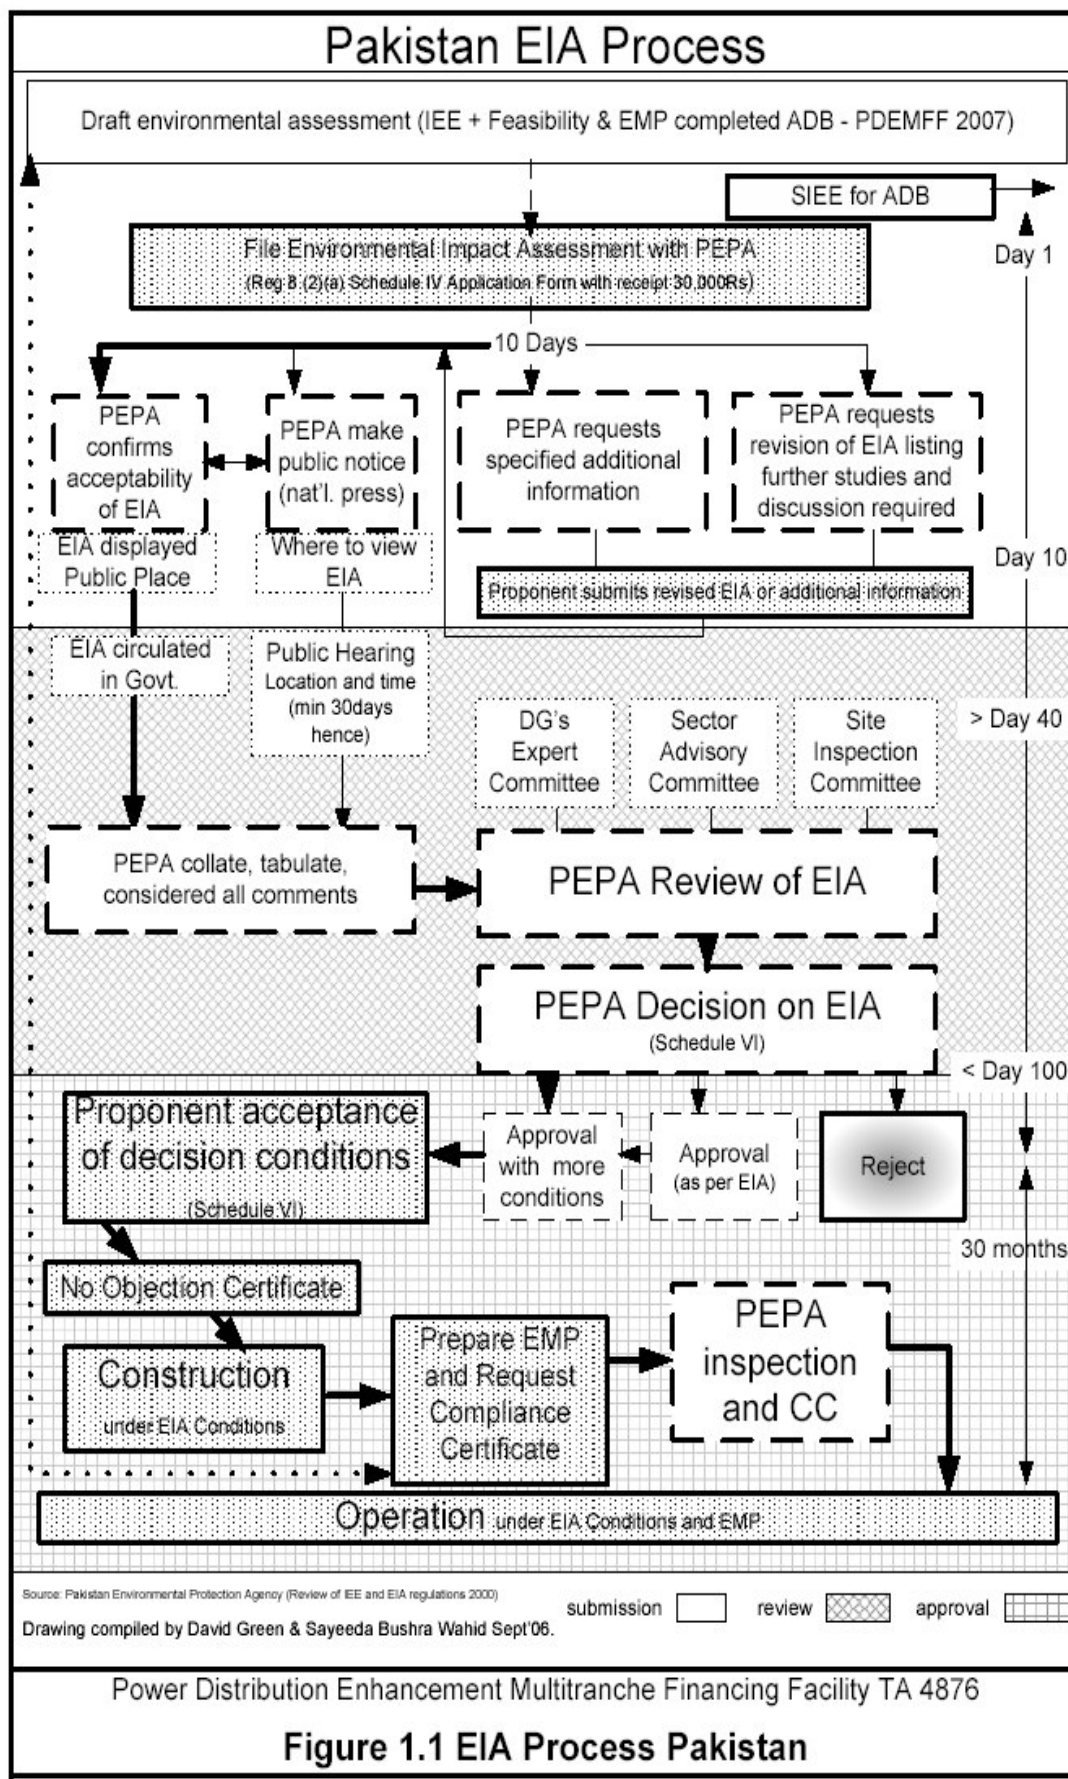 Pakistan EIA Process
Draft environmental assessment (IEE + Feasibility & EMP completed ADB - PDEMFF 2007)
SIEE for ADB
File Environmental Impact Assessment with PEPA
(Reg 8 (2)(a) Schedule IV Application Form with receipt 30,000Rs)
Day 1
10 Days
PEPA
confirms
acceptability
of EIA
PEPA make
public notice
(nat'l. press)
PEPA requests
specified additional
information
PEPA requests
revision of EIA listing
further studies and
discussion required
EIA displayed
Public Place
Where to view
EIA
Day 10
Proponent submits revised EIA or additional information
EIA circulated
in Govt.
Public Hearing
Location and time
(min 30days
hence)
DG's
Expert
Committee
Sector
Advisory
Committee
Site
Inspection
Committee
> Day 40
PEPA collate, tabulate,
considered all comments
PEPA Review of EIA
PEPA Decision on EIA
(Schedule VI)
< Day 100
Proponent acceptance
of decision conditions
(Schedule VI)
Approval
with more
conditions
Approval
(as per EIA)
Reject
30 months
No Objection Certificate
Construction
under EIA Conditions
Prepare EMP
and Request
Compliance
Certificate
PEPA
inspection
and CC
Operation under EIA Conditions and EMP
Source: Pakistan Environmental Protection Agency (Review of IEE and EIA regulations 2000)
Drawing compiled by David Green & Sayeeda Bushra Wahid Sept'06.
submission
review
approval
Power Distribution Enhancement Multitranche Financing Facility TA 4876
Figure 1.1 EIA Process Pakistan